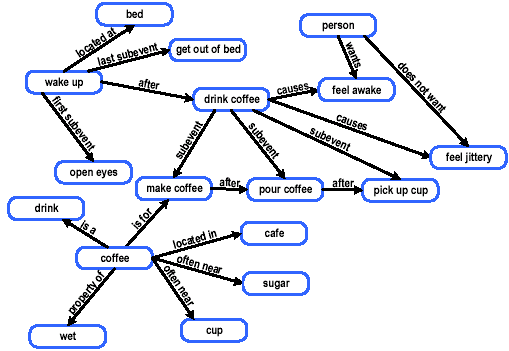 bed
person
located at
last subevent
get out of bed
wants
does not want
wake up
after
drink coffee
causes
feel awake
first subevent
causes
subevent
subevent
subevent
feel jittery
open eyes
make coffee
after
pour coffee
after
pick up cup
drink
is for
is a
located in
cafe
coffee
often near
sugar
property of
often near
wet
cup